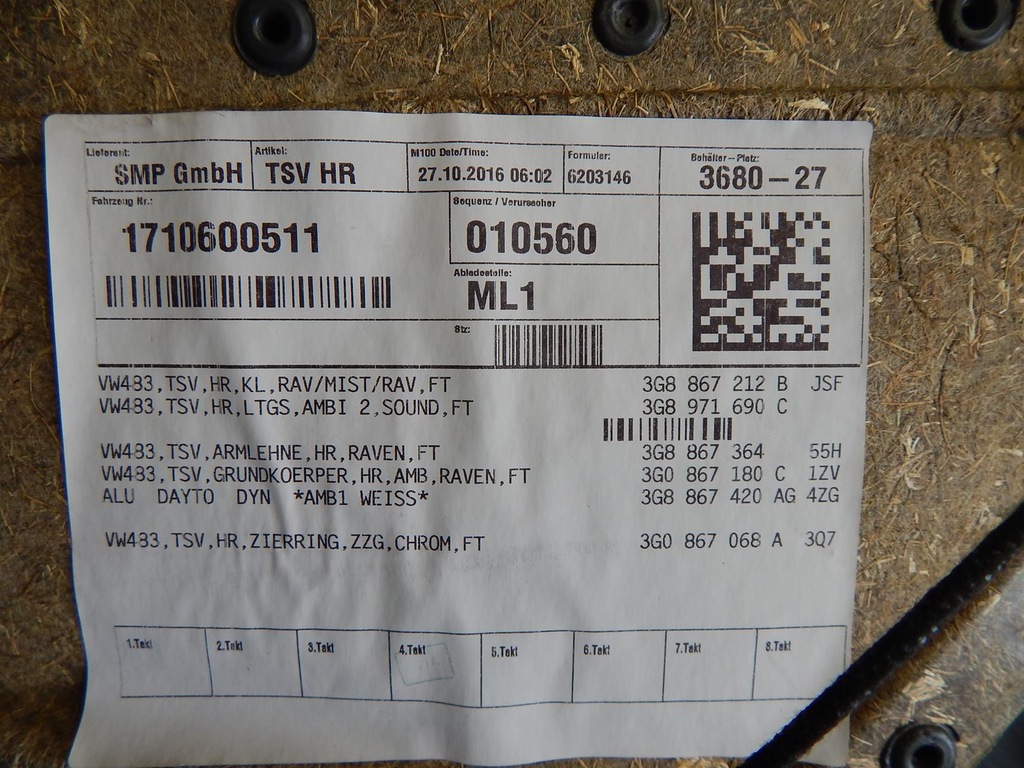 Lieferant: Artikel: M100 Date/Time: Formular: Behälter-Platz:
SMP GmbH TSV HR 27.10.2016 06:02 6203146 3680-27
Fahrzeug Nr.: Sequenz / Verursacher
1710600511 010560
Abladestelle:
ML1
Stz:
VW483,TSV,HR,KL,RAV/MIST/RAV,FT 3G8 867 212 B JSF
VW483,TSV,HR,LTGS,AMBI 2,SOUND,FT 3G8 971 690 C
VW483,TSV,ARMLEHNE,HR,RAVEN,FT 3G8 867 364 55H
VW483,TSV,GRUNDKOERPER,HR,AMB,RAVEN,FT 3G0 867 180 C 1ZV
ALU DAYTO DYN *AMB1 WEISS* 3G8 867 420 AG 4ZG
VW483,TSV,HR,ZIERRING,ZZG,CHROM,FT 3G0 867 068 A 3Q7
1.Takt 2.Takt 3.Takt 4.Takt 5.Takt 6.Takt 7.Takt 8.Takt